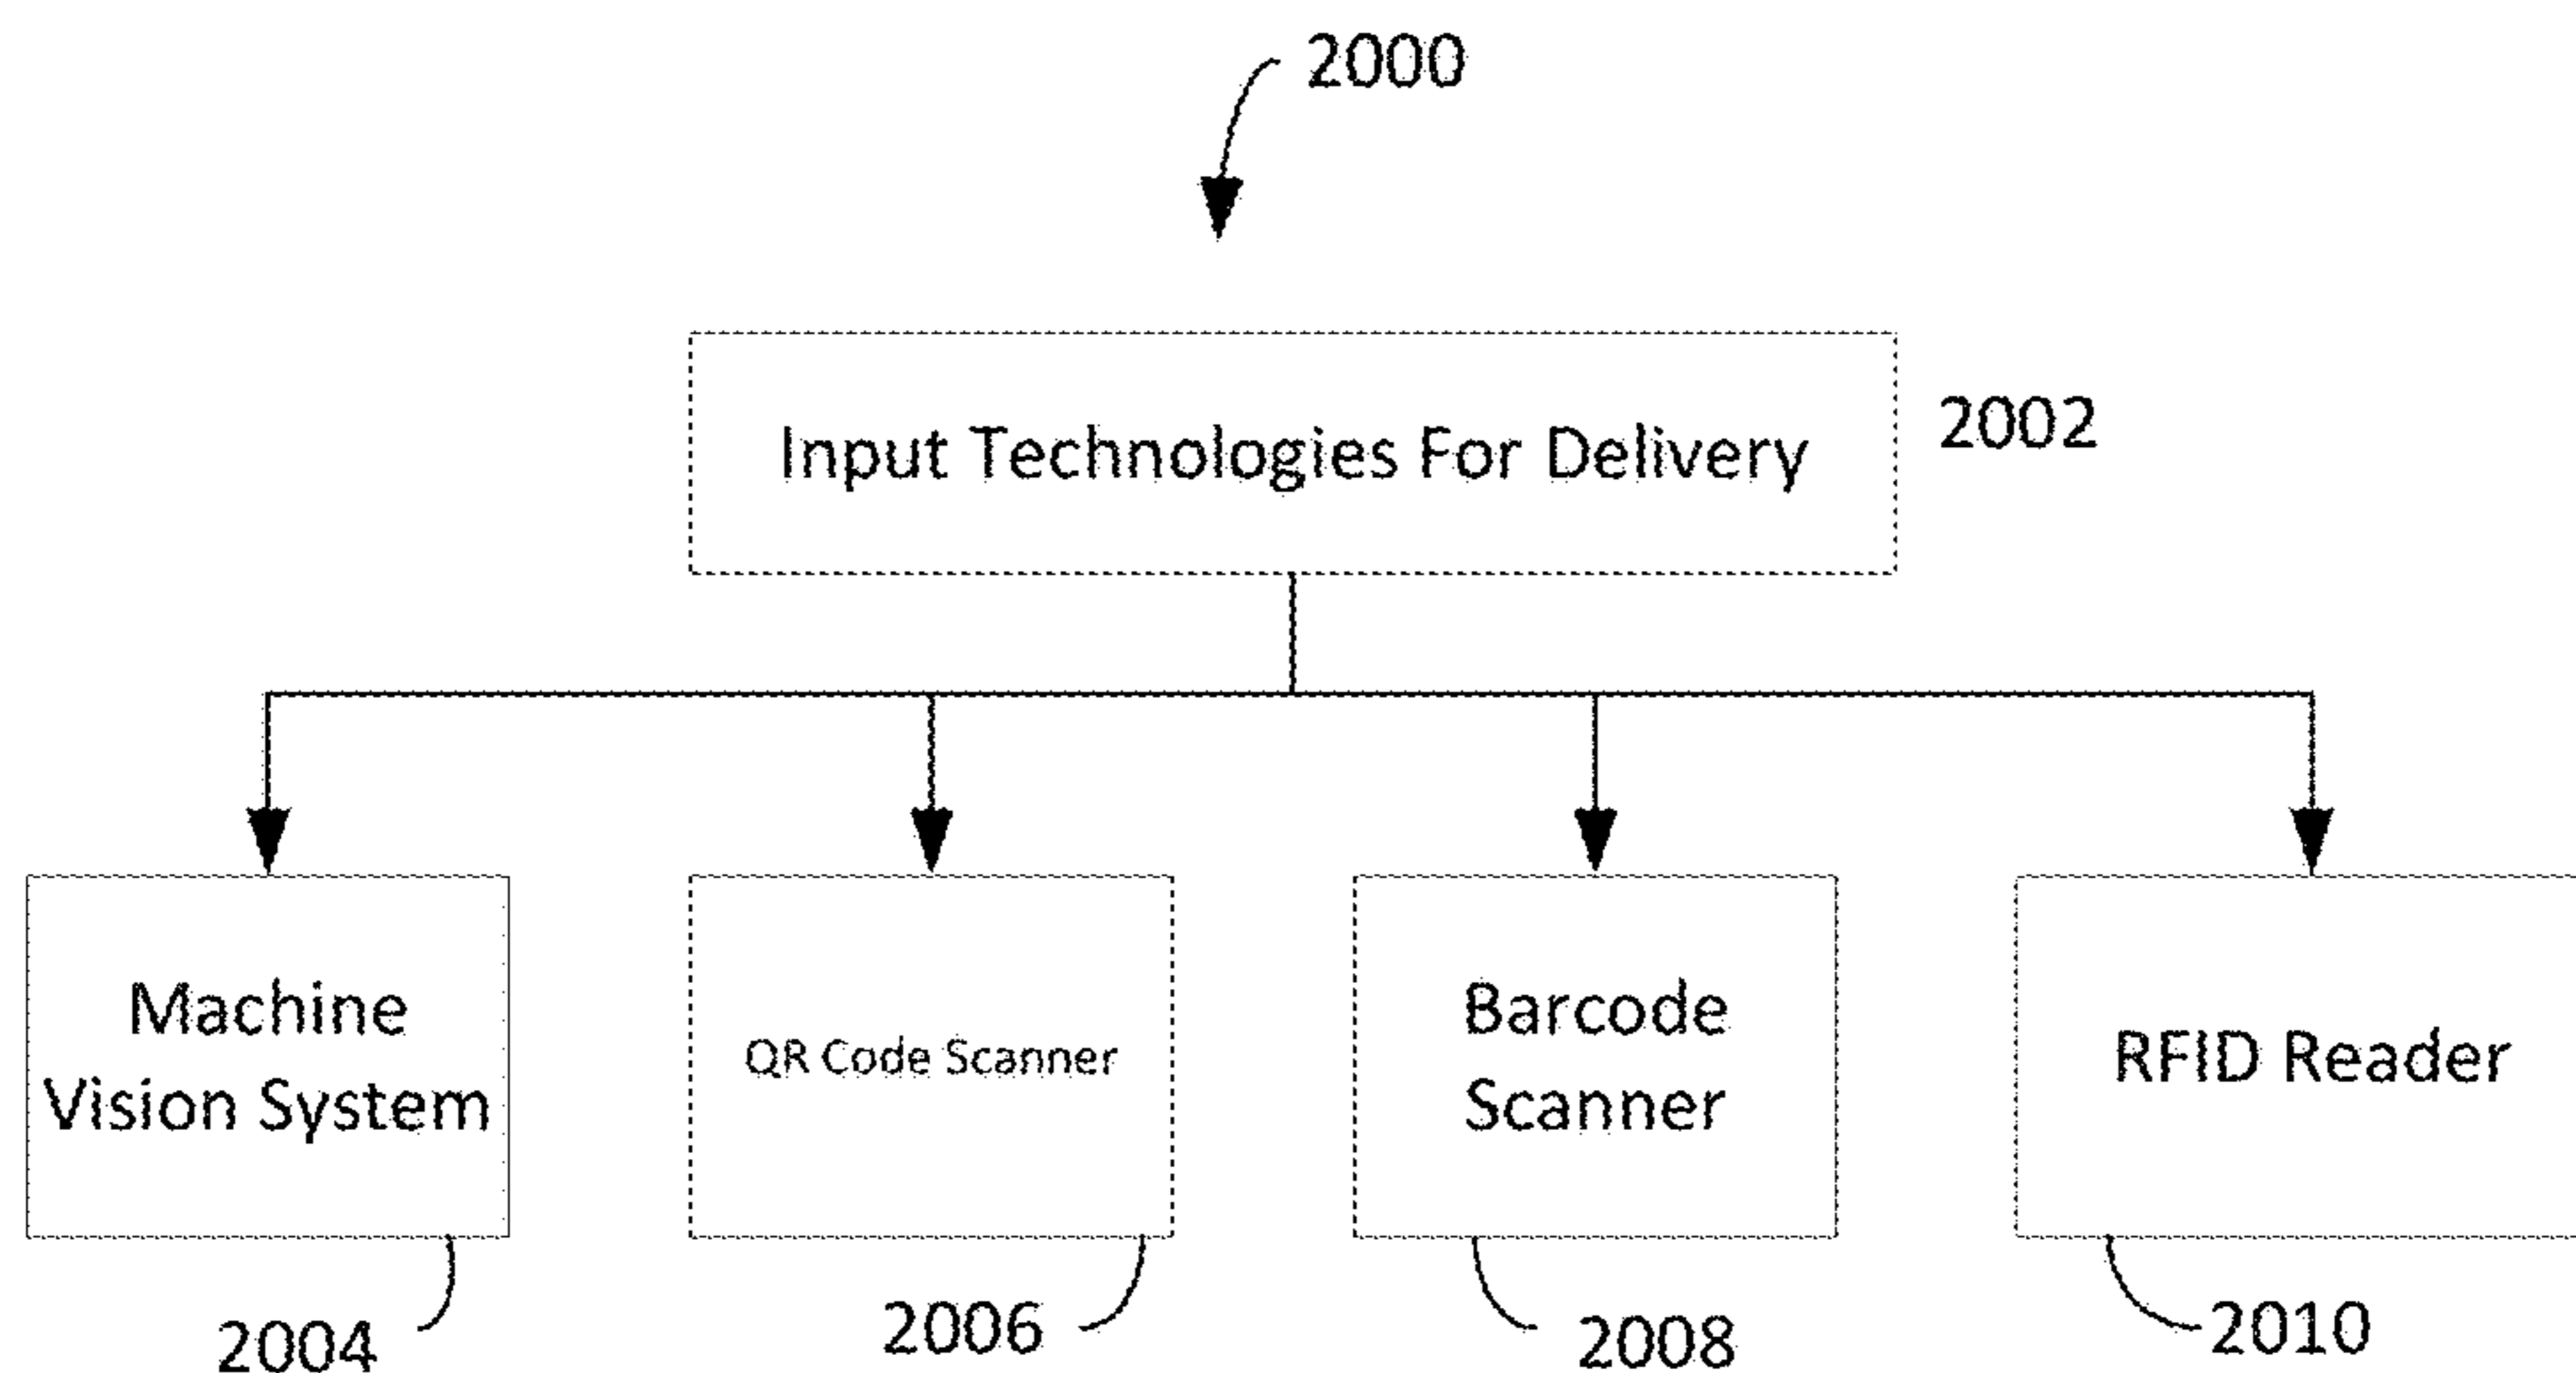 2000
Input Technologies For Delivery
2002
Machine
Vision System
QR Code Scanner
Barcode
Scanner
RFID Reader
2004
2006
2008
2010